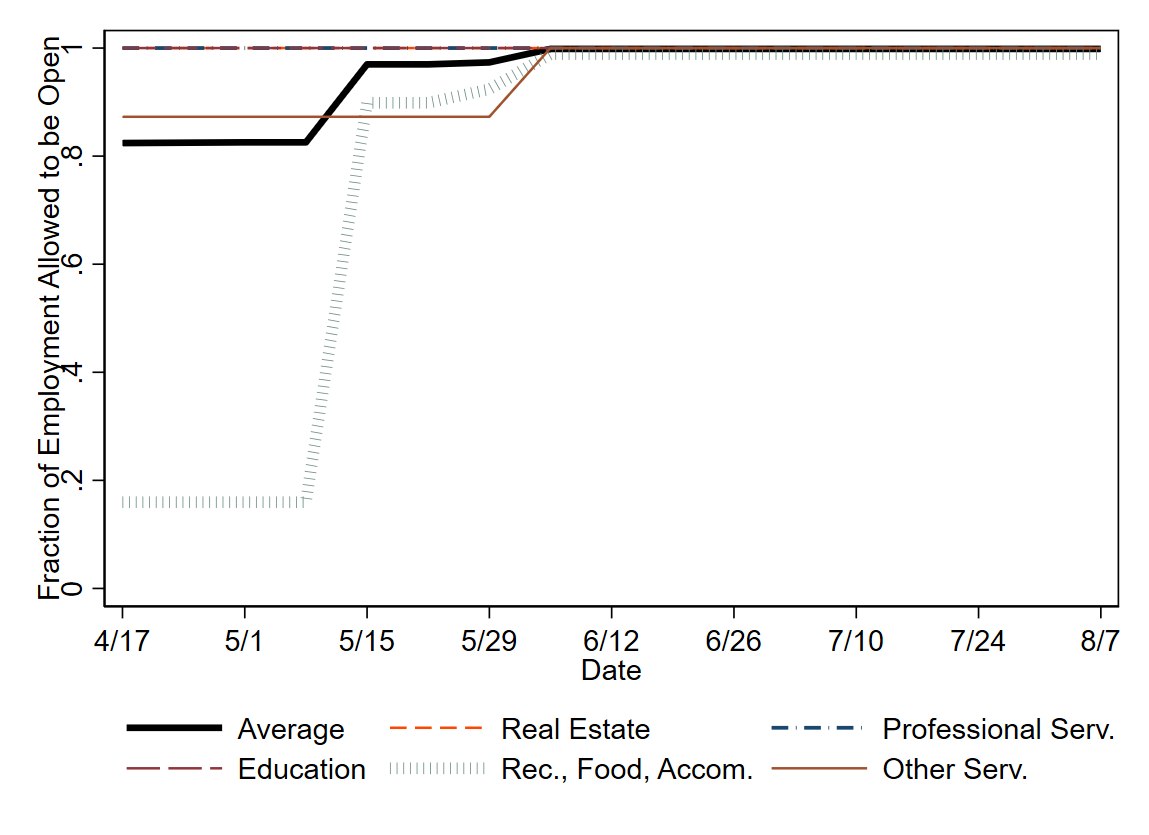 Fraction of Employment Allowed to be Open
1
.8
.6
.4
.2
0
4/17 5/1 5/15 5/29 6/12 6/26 7/10 7/24 8/7
Date
Average Real Estate Professional Serv.
Education Rec., Food, Accom. Other Serv.